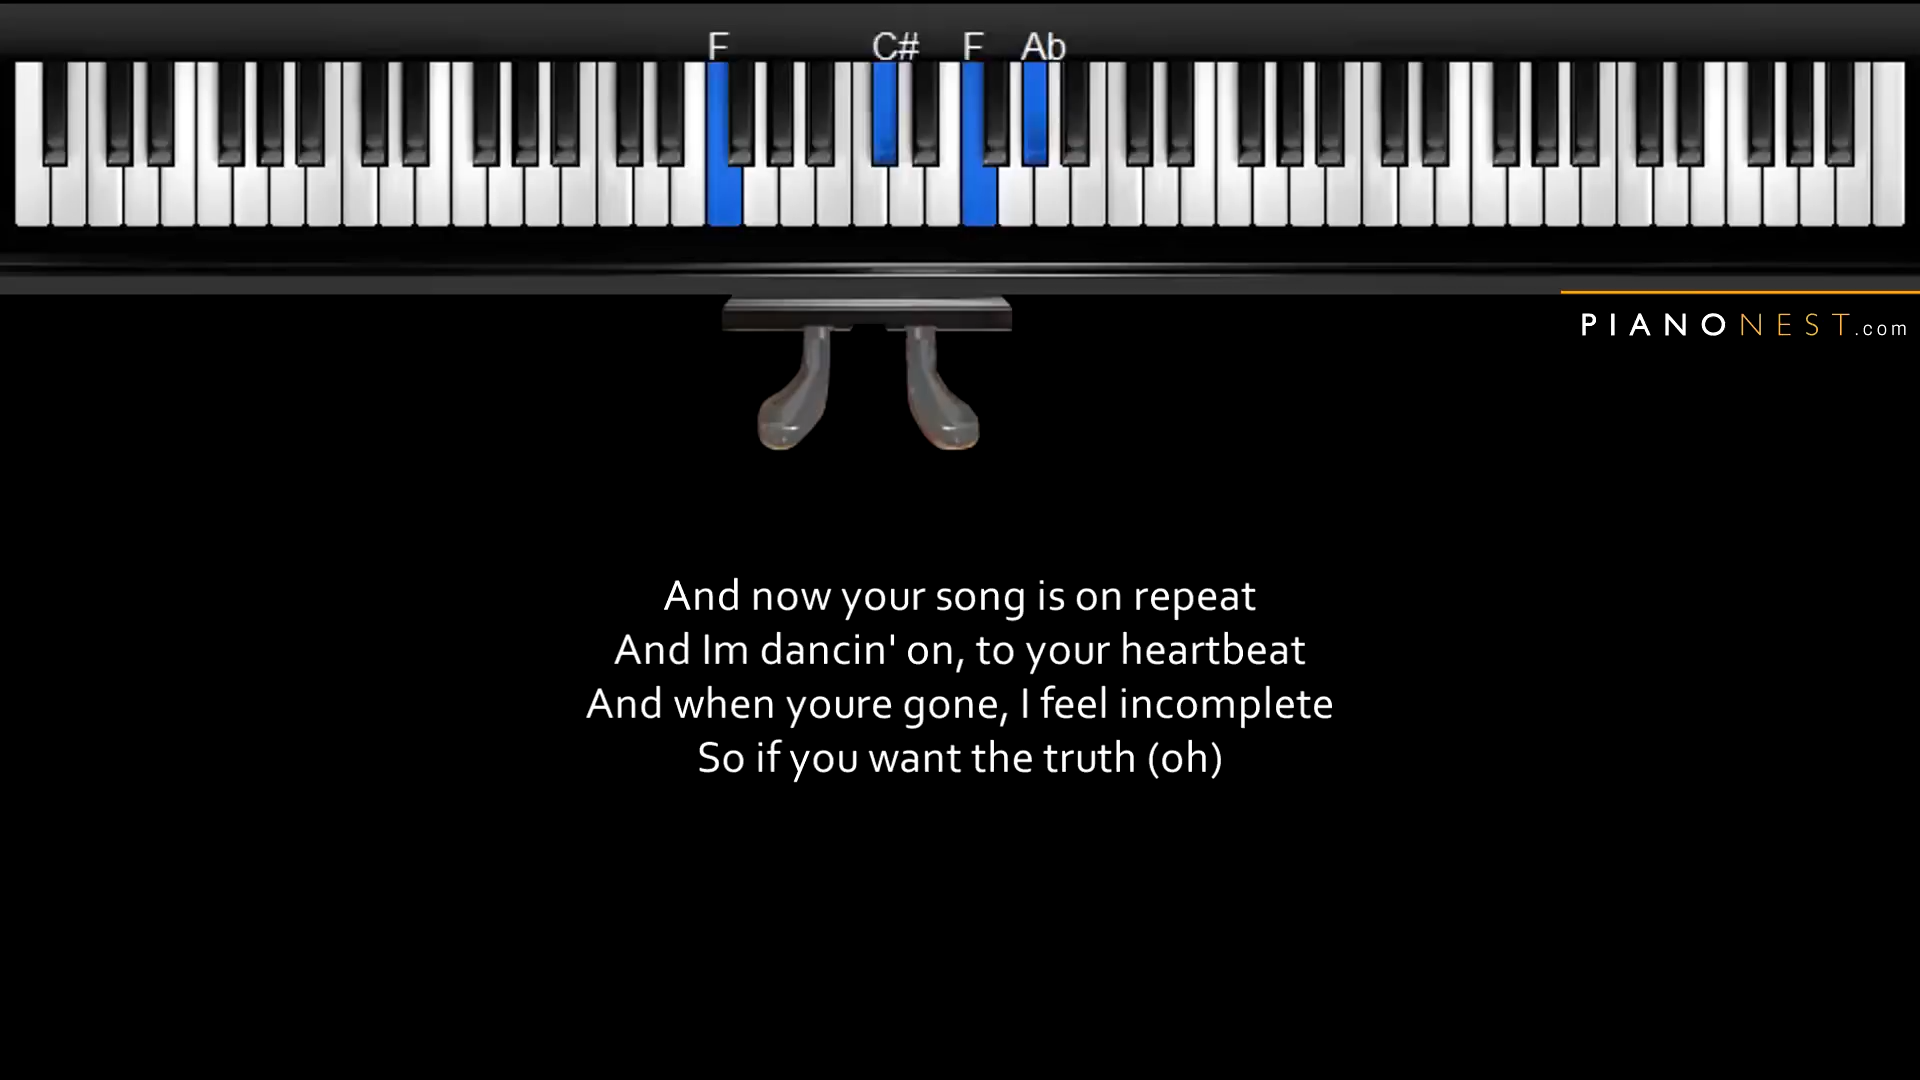 F C# F Ab
PIANONEST.com
And now your song is on repeat
And Im dancin' on, to your heartbeat
And when youre gone, I feel incomplete
So if you want the truth (oh)